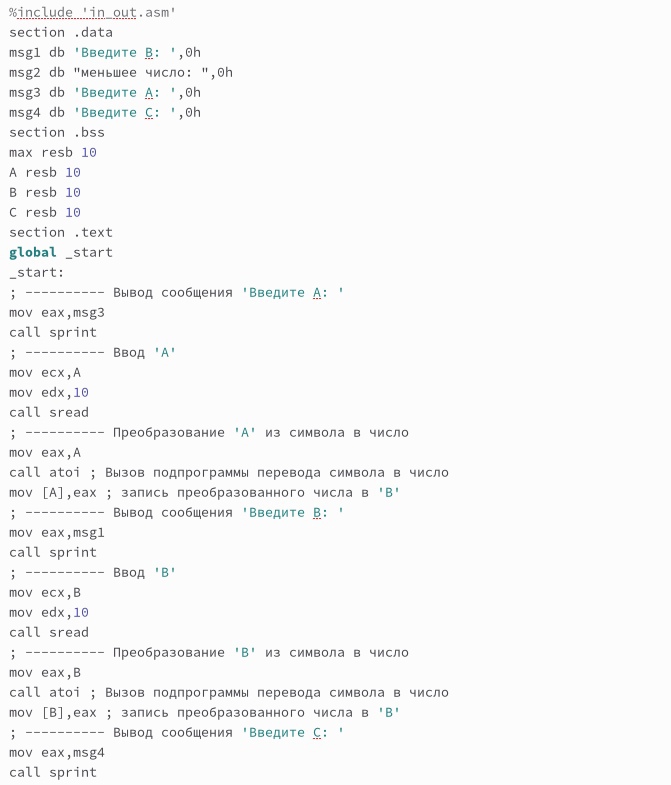 %include 'in_out.asm'
section .data
msg1 db 'Введите B: ',0h
msg2 db "меньшее число: ",0h
msg3 db 'Введите A: ',0h
msg4 db 'Введите C: ',0h
section .bss
max resb 10
A resb 10
B resb 10
C resb 10
section .text
global _start
_start:
; ---------- Вывод сообщения 'Введите A: '
mov eax,msg3
call sprint
; ---------- Ввод 'A'
mov ecx,A
mov edx,10
call sread
; ---------- Преобразование 'A' из символа в число
mov eax,A
call atoi ; Вызов подпрограммы перевода символа в число
mov [A],eax ; запись преобразованного числа в 'B'
; ---------- Вывод сообщения 'Введите B: '
mov eax,msg1
call sprint
; ---------- Ввод 'B'
mov ecx,B
mov edx,10
call sread
; ---------- Преобразование 'B' из символа в число
mov eax,B
call atoi ; Вызов подпрограммы перевода символа в число
mov [B],eax ; запись преобразованного числа в 'B'
; ---------- Вывод сообщения 'Введите C: '
mov eax,msg4
call sprint